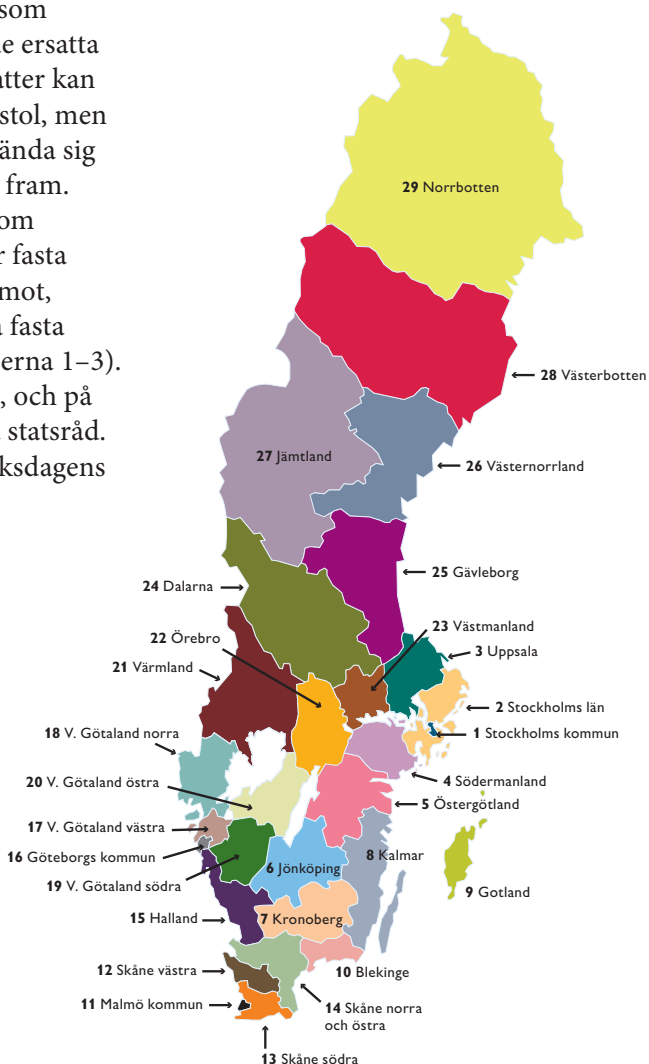 som
e ersatta
atter kan
stol, men
ända sig
fram.
om
r fasta
mot,
fasta
erna 1–3).
, och på
statsråd.
ksdagens
29 Norrbotten
28 Västerbotten
27 Jämtland
26 Västernorrland
25 Gävleborg
24 Dalarna
23 Västmanland
22 Örebro
3 Uppsala
21 Värmland
2 Stockholms län
18 V. Götaland norra
1 Stockholms kommun
20 V. Götaland östra
4 Södermanland
5 Östergötland
17 V. Götaland västra
16 Göteborgs kommun
8 Kalmar
6 Jönköping
19 V. Götaland södra
9 Gotland
15 Halland
7 Kronoberg
12 Skåne västra
10 Blekinge
11 Malmö kommun
14 Skåne norra
och östra
13 Skåne södra